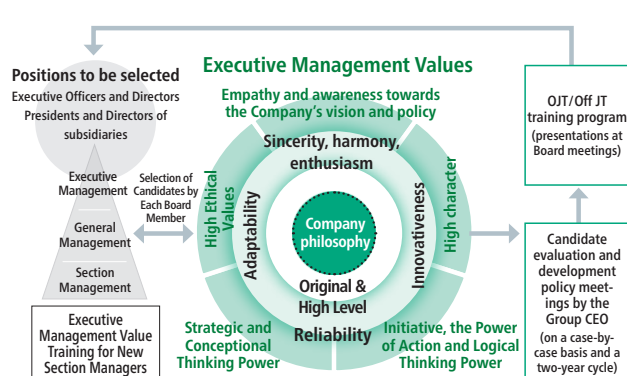 Executive Management Values
Positions to be selected
Executive Officers and Directors
Presidents and Directors of
subsidiaries
Executive
Management
General
Management
Section
Management
Executive
Management Value
Training for New
Section Managers
Selection of
Candidates by
Each Board
Member
Empathy and awareness towards
the Company's vision and policy
High Ethical
Values
High character
Strategic and
Conceptional
Thinking Power
Initiative, the Power
of Action and Logical
Thinking Power
Sincerity, harmony,
enthusiasm
Adaptability
Innovativeness
Reliability
Company
philosophy
Original &
High Level
OJT/Off JT
training program
(presentations at
Board meetings)
Candidate
evaluation and
development
policy meet-
ings by the
Group CEO
(on a case-by-
case basis and a
two-year cycle)